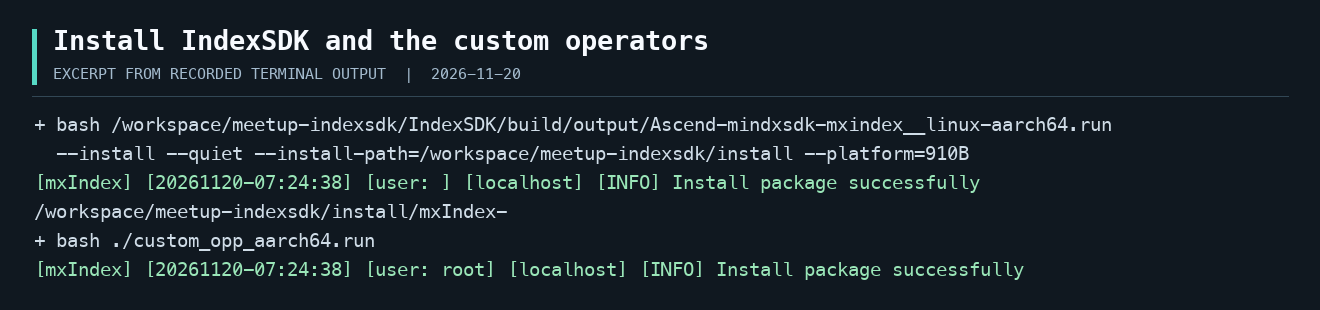 Install IndexSDK and the custom operators
EXCERPT FROM RECORDED TERMINAL OUTPUT | 2026-11-20
+ bash /workspace/meetup-indexsdk/IndexSDK/build/output/Ascend-mindxsdk-mxindex__linux-aarch64.run
--install --quiet --install-path=/workspace/meetup-indexsdk/install --platform=910B
[mxIndex] [20261120-07:24:38] [user: ] [localhost] [INFO] Install package successfully
/workspace/meetup-indexsdk/install/mxIndex-
+ bash ./custom_opp_aarch64.run
[mxIndex] [20261120-07:24:38] [user: root] [localhost] [INFO] Install package successfully